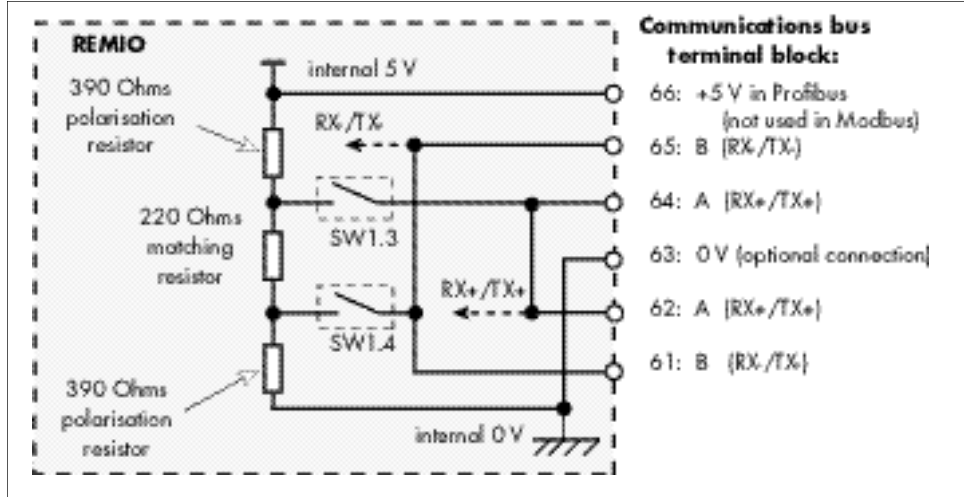 REMIO
internal 5 V
390 Ohms
polarisation
resistor
RX-/TX-
220 Ohms
matching
resistor
SW1.3
RX+/TX+
SW1.4
390 Ohms
polarisation
resistor
internal 0 V
Communications bus
terminal block:
66: +5 V in Profibus
(not used in Modbus)
65: B (RX-/TX-)
64: A (RX+/TX+)
63: 0 V (optional connection)
62: A (RX+/TX+)
61: B (RX-/TX-)